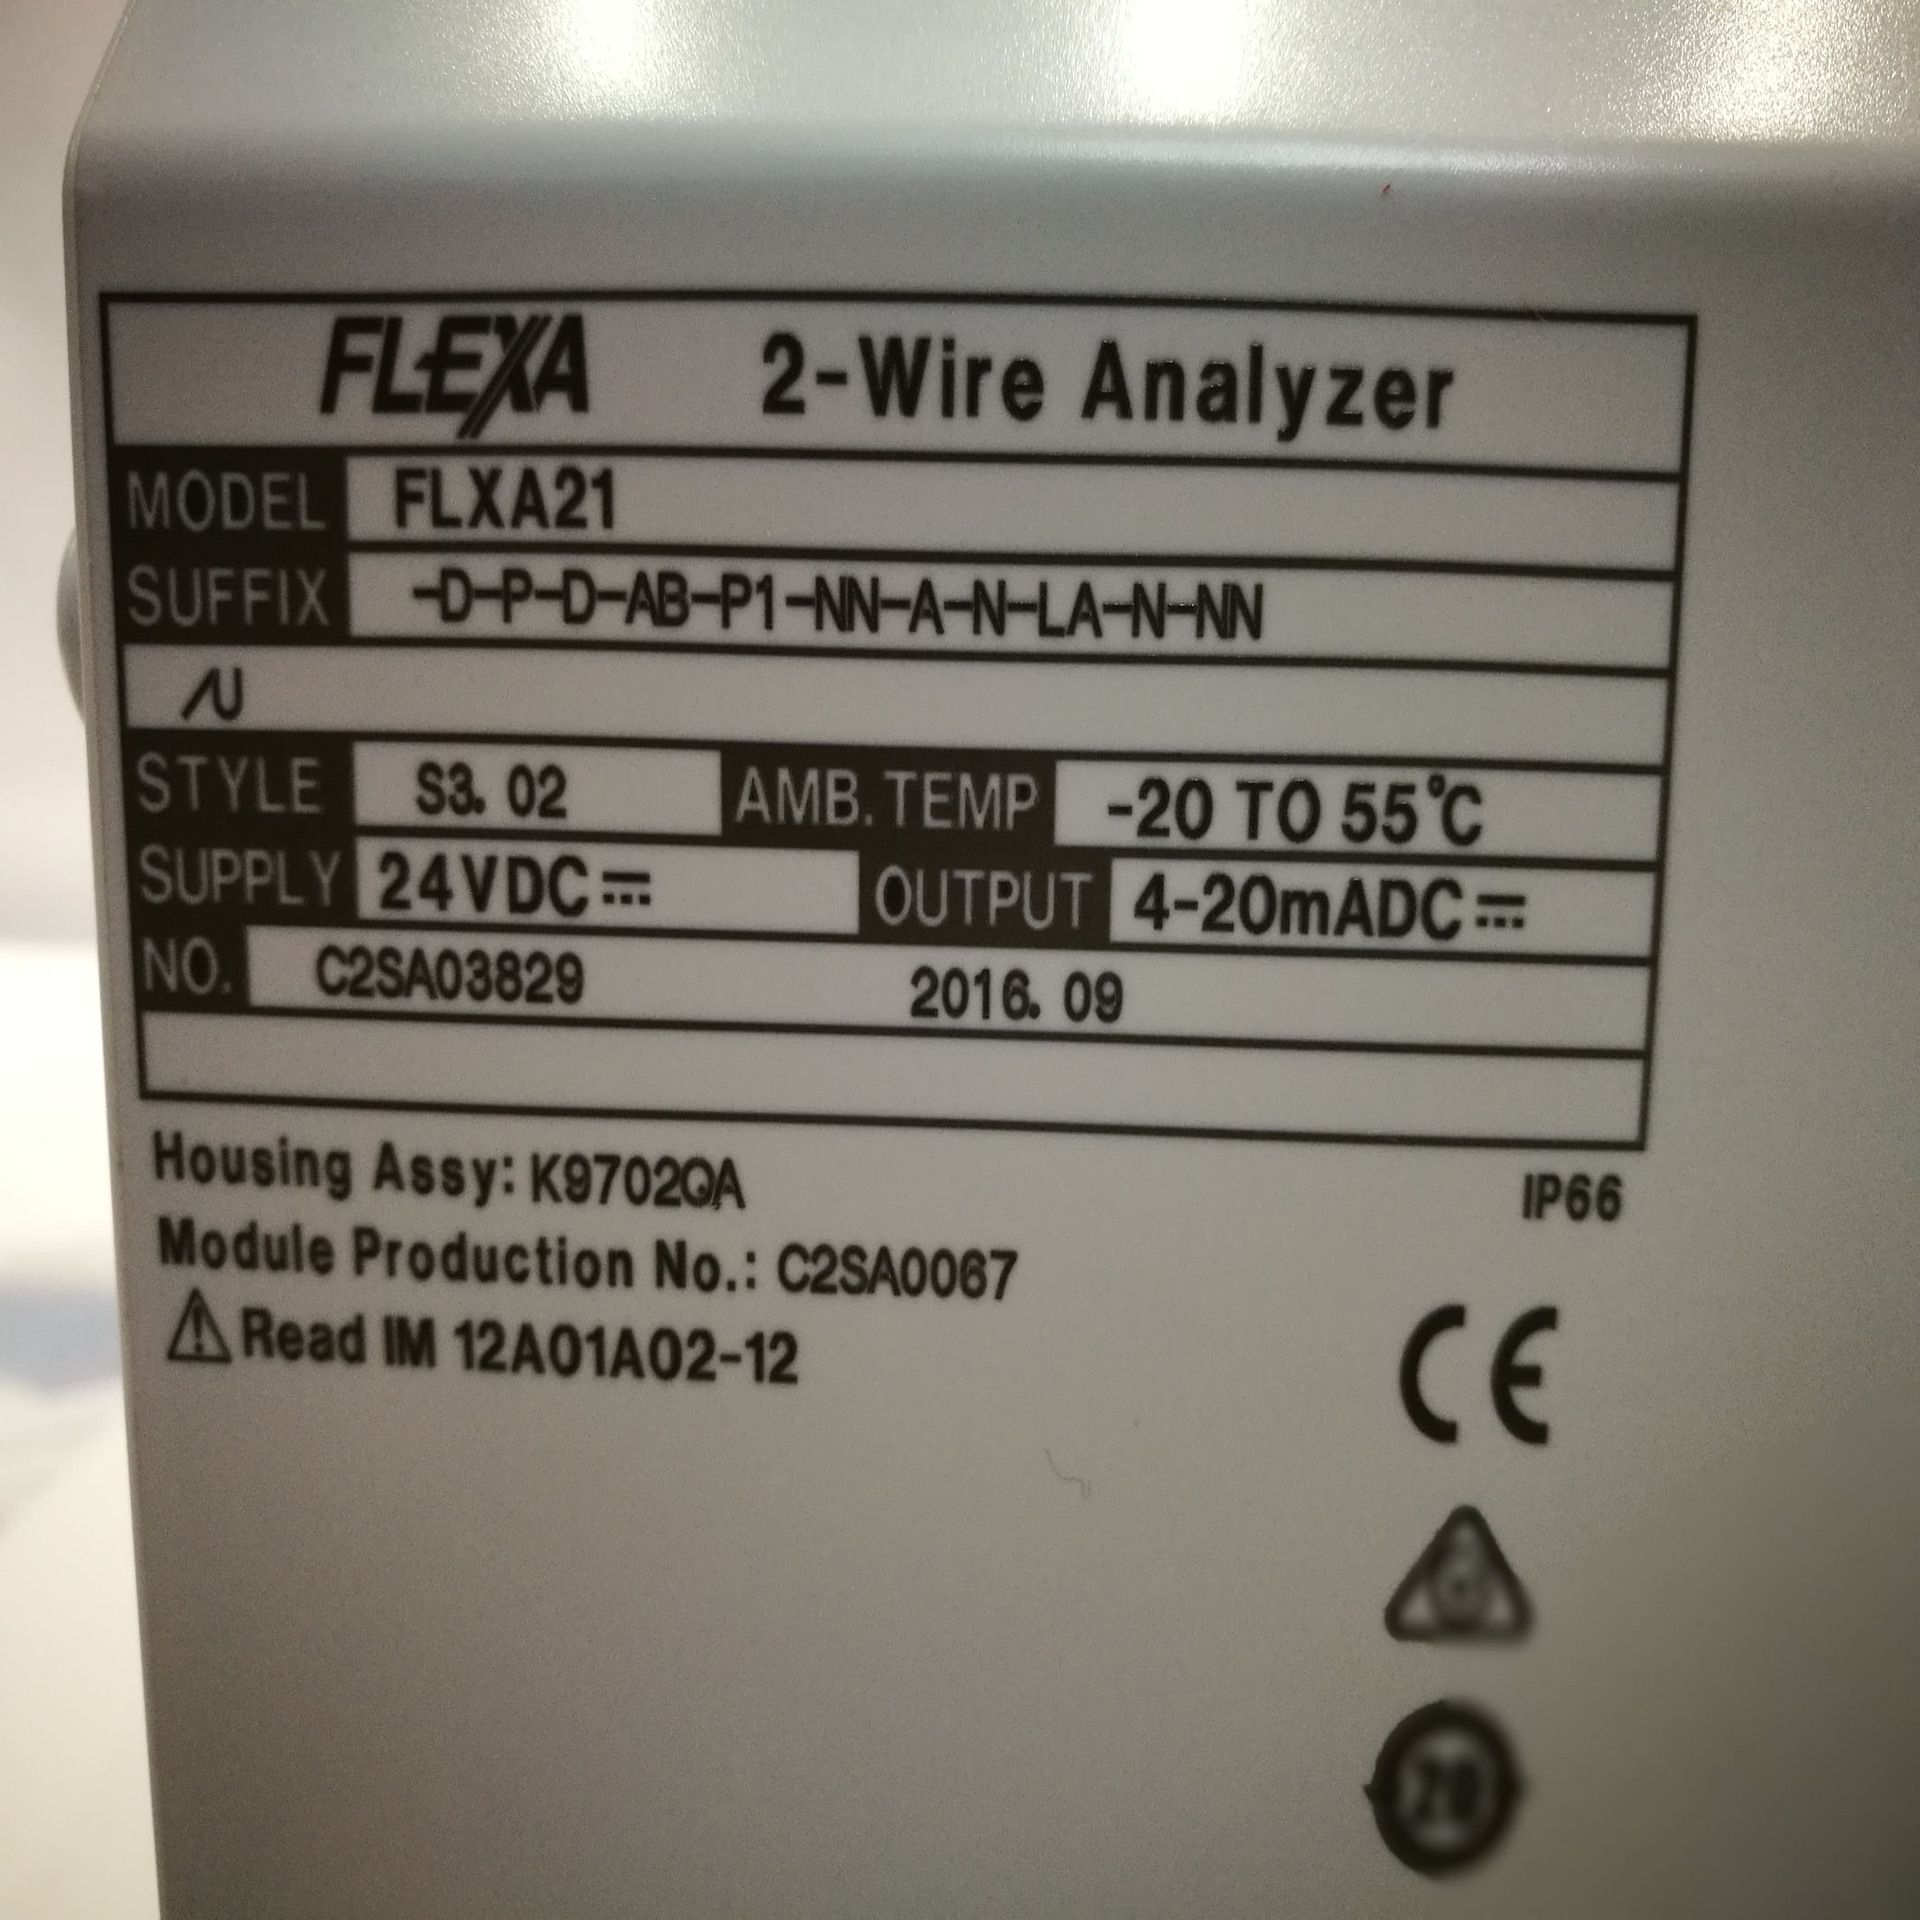 FLEXA 2-Wire Analyzer
MODEL FLXA21
SUFFIX -D-P-D-AB-P1-NN-A-N-LA-N-NN
/U
STYLE S3.02 AMB.TEMP -20 TO 55℃
SUPPLY 24VDC⎓ OUTPUT 4-20mADC⎓
NO. C2SA03829 2016.09
Housing Assy: K9702QA IP66
Module Production No.: C2SA0067
⚠Read IM 12A01A02-12
CE
20